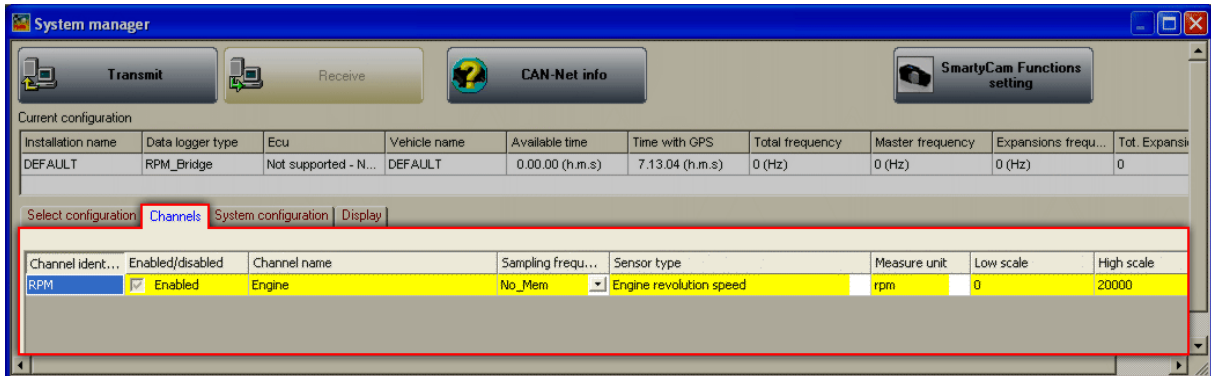 System manager
Transmit Receive CAN-Net info SmartyCam Functions
setting
Current configuration
Installation name Data logger type Ecu Vehicle name Available time Time with GPS Total frequency Master frequency Expansions frequ... Tot. Expansi
DEFAULT RPM_Bridge Not supported - N... DEFAULT 0.00.00 (h.m.s) 7.13.04 (h.m.s) 0 (Hz) 0 (Hz) 0 (Hz) 0
Select configuration Channels System configuration Display
Channel ident... Enabled/disabled Channel name Sampling frequ... Sensor type Measure unit Low scale High scale
RPM Enabled Engine No_Mem Engine revolution speed rpm 0 20000